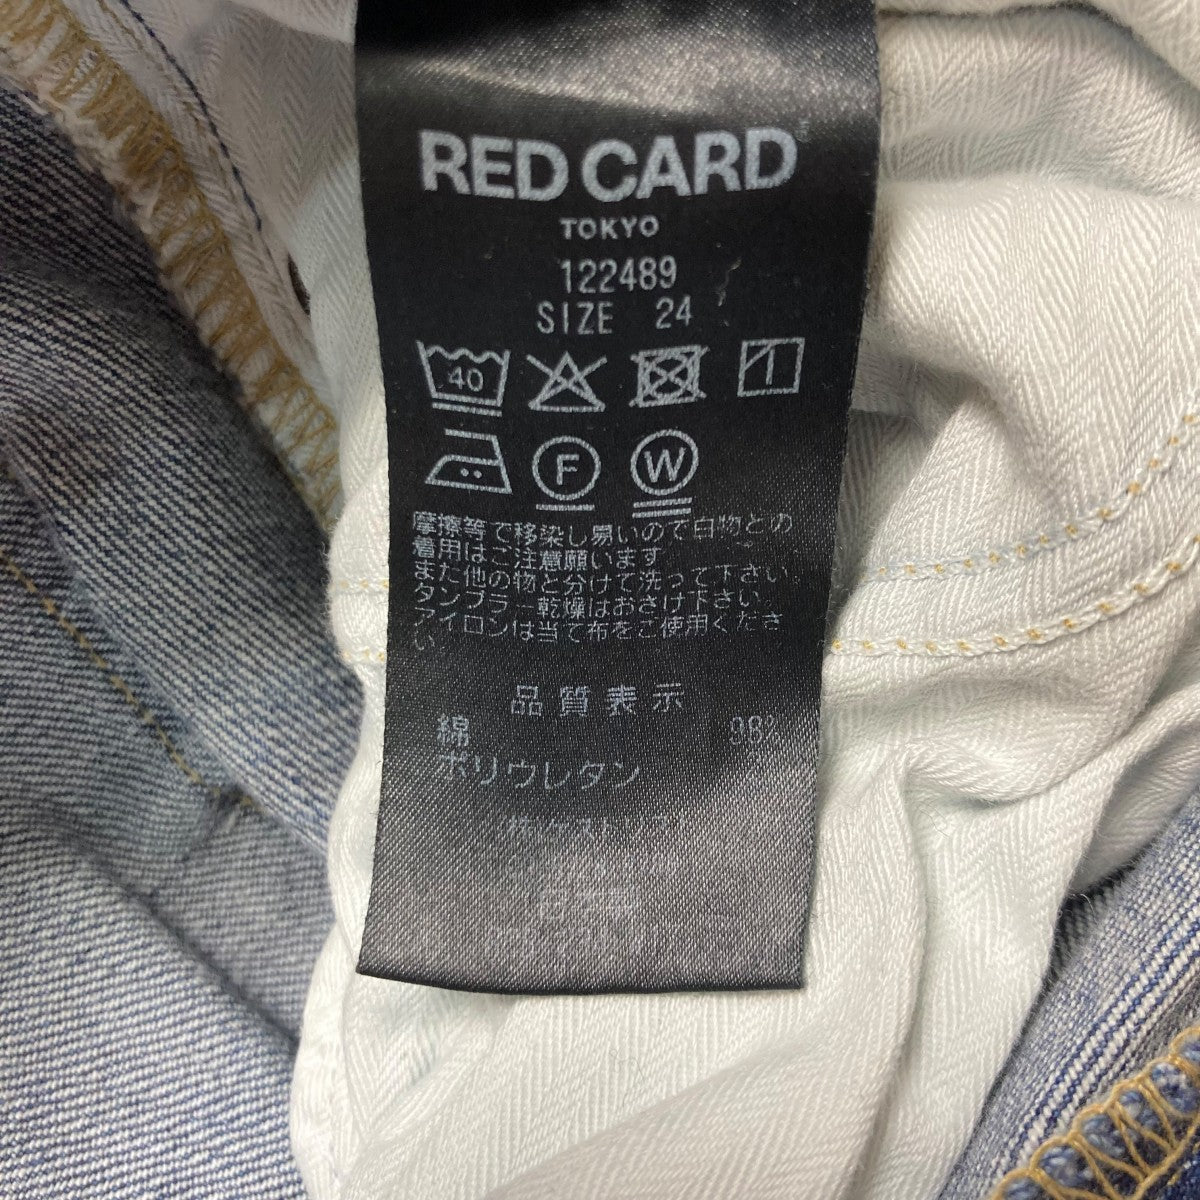 RED CARD
TOKYO
122489
SIZE 24
40
F W
摩擦等で移染し易いので白物との
着用はご注意願います
また他の物と分けて洗って下さい
タンブラー乾燥はおさけ下さい。
アイロンは当て布をご使用くださ
い
品質表示
綿 98%
ポリウレタン